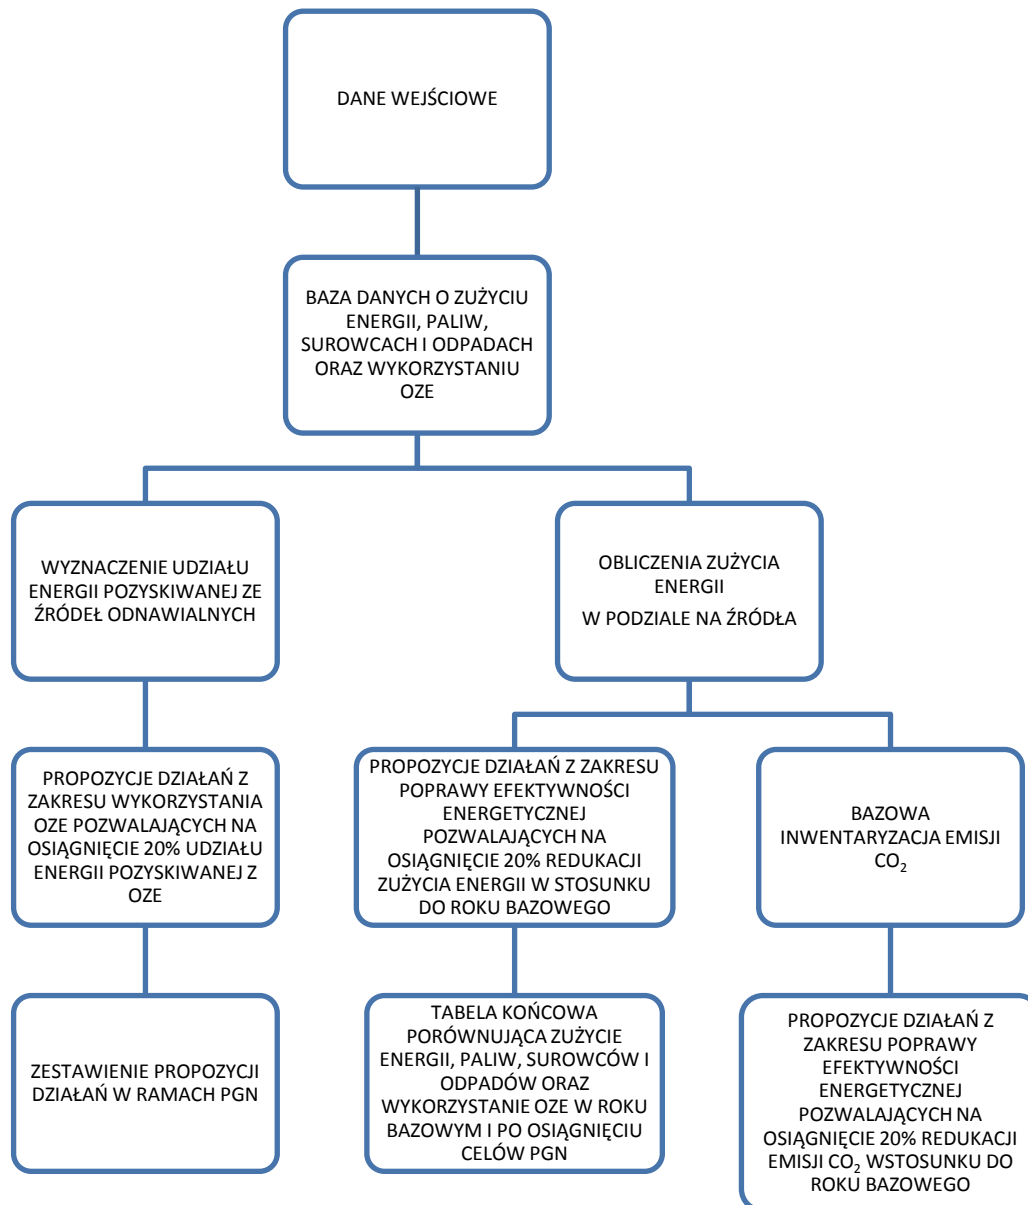 DANE WEJŚCIOWE
BAZA DANYCH O ZUŻYCIU
ENERGII, PALIW,
SUROWCACH I ODPADACH
ORAZ WYKORZYSTANIU
OZE
WYZNACZENIE UDZIAŁU
ENERGII POZYSKIWANEJ ZE
ŹRÓDEŁ ODNAWIALNYCH
OBLICZENIA ZUŻYCIA
ENERGII
W PODZIALE NA ŹRÓDŁA
PROPOZYCJE DZIAŁAŃ Z
ZAKRESU WYKORZYSTANIA
OZE POZWALAJĄCYCH NA
OSIĄGNIĘCIE 20% UDZIAŁU
ENERGII POZYSKIWANEJ Z
OZE
PROPOZYCJE DZIAŁAŃ Z ZAKRESU
POPRAWY EFEKTYWNOŚCI
ENERGETYCZNEJ
POZWALAJĄCYCH NA
OSIĄGNIĘCIE 20% REDUKACJI
ZUŻYCIA ENERGII W STOSUNKU
DO ROKU BAZOWEGO
BAZOWA
INWENTARYZACJA EMISJI
CO₂
ZESTAWIENIE PROPOZYCJI
DZIAŁAŃ W RAMACH PGN
TABELA KOŃCOWA
PORÓWNUJĄCA ZUŻYCIE
ENERGII, PALIW, SUROWCÓW I
ODPADÓW ORAZ
WYKORZYSTANIE OZE W ROKU
BAZOWYM I PO OSIĄGNIĘCIU
CELÓW PGN
PROPOZYCJE DZIAŁAŃ Z
ZAKRESU POPRAWY
EFEKTYWNOŚCI
ENERGETYCZNEJ
POZWALAJĄCYCH NA
OSIĄGNIĘCIE 20% REDUKACJI
EMISJI CO₂ WSTOSUNKU DO
ROKU BAZOWEGO